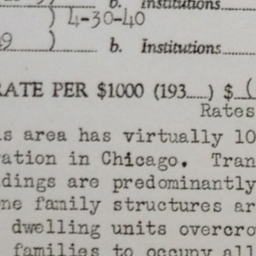 b. Institutions
) 4-30-40
) b. Institutions
RATE PER $1000 (193...) $
Rates
s area has virtually 10
ation in Chicago. Tran
dings are predominantly
ne family structures ar
dwelling units overcro
families to occupy all